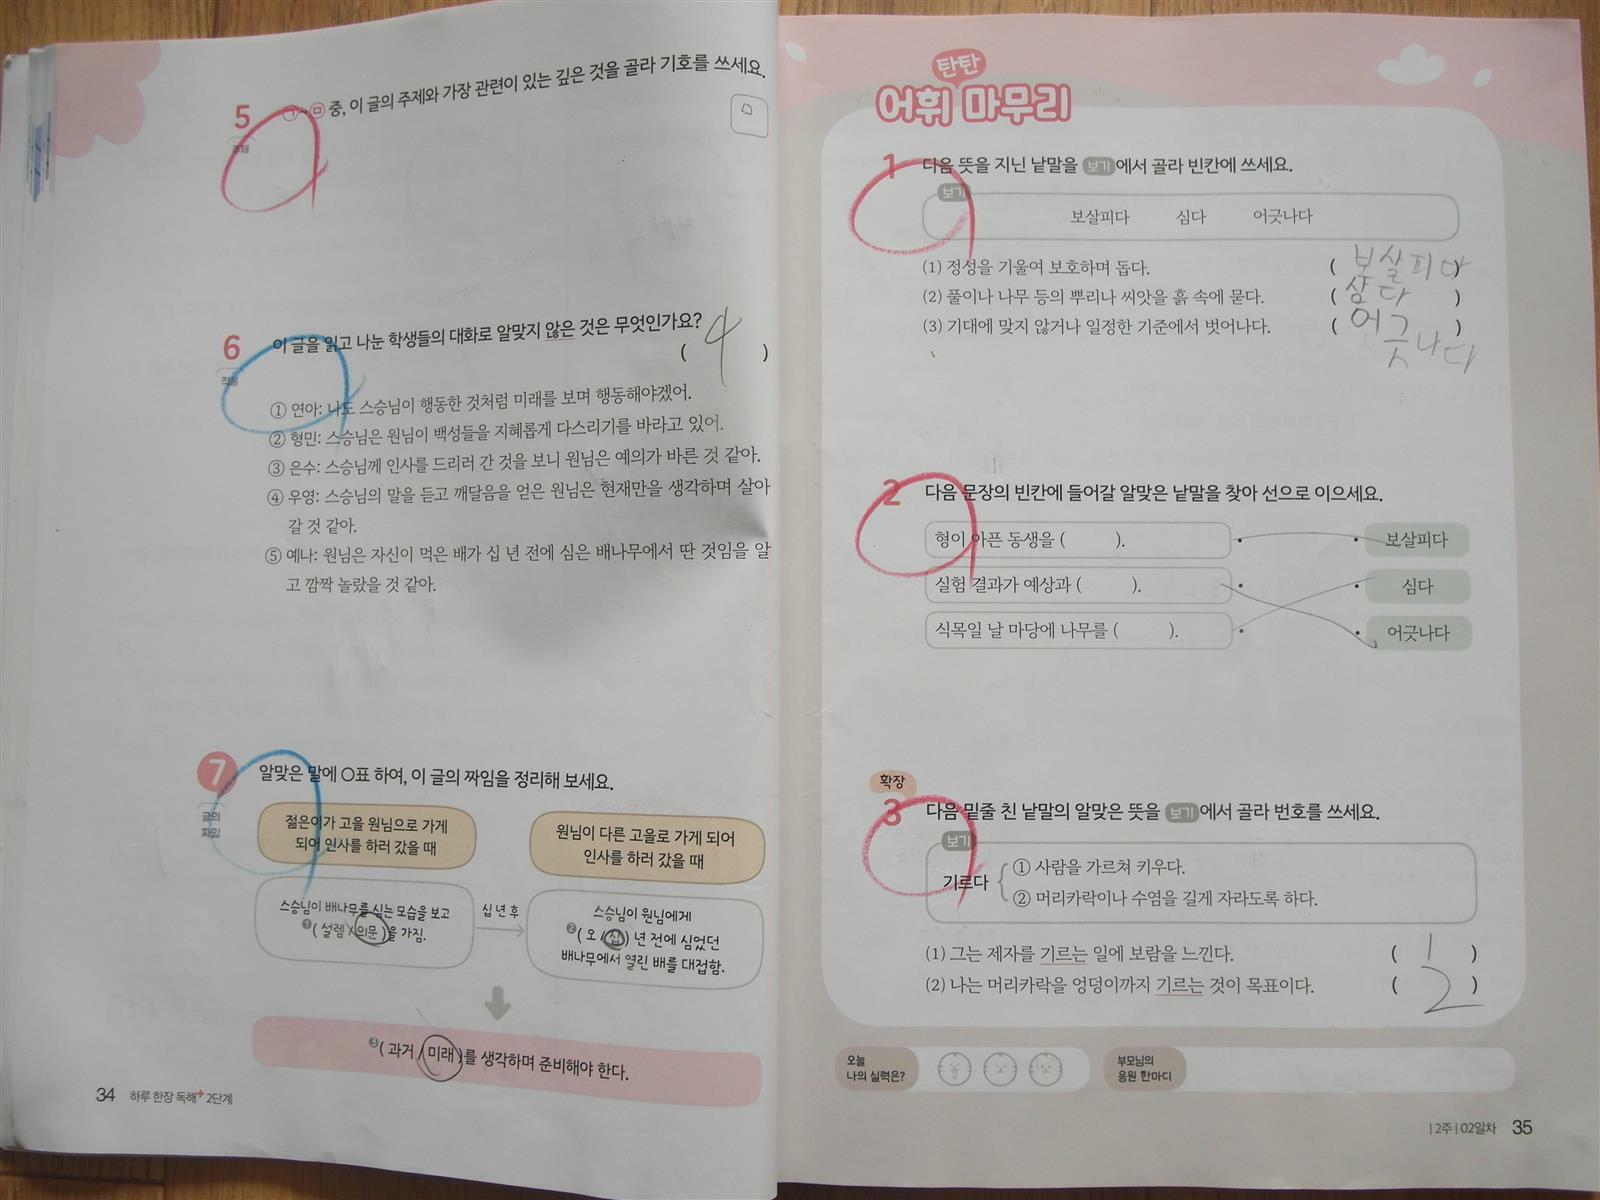 5 ㉠~㉤ 중, 이 글의 주제와 가장 관련이 있는 깊은 것을 골라 기호를 쓰세요.
주제
ㅁ
6 이 글을 읽고 나눈 학생들의 대화로 알맞지 않은 것은 무엇인가요?
( 4 )
적용
① 연아: 나도 스승님이 행동한 것처럼 미래를 보며 행동해야겠어.
② 형민: 스승님은 원님이 백성들을 지혜롭게 다스리기를 바라고 있어.
③ 은수: 스승님께 인사를 드리러 간 것을 보니 원님은 예의가 바른 것 같아.
④ 우영: 스승님의 말을 듣고 깨달음을 얻은 원님은 현재만을 생각하며 살아
갈 것 같아.
⑤ 예나: 원님은 자신이 먹은 배가 십 년 전에 심은 배나무에서 딴 것임을 알
고 깜짝 놀랐을 것 같아.
7 알맞은 말에 ○표 하여, 이 글의 짜임을 정리해 보세요.
글의
짜임
젊은이가 고을 원님으로 가게
되어 인사를 하러 갔을 때
원님이 다른 고을로 가게 되어
인사를 하러 갔을 때
스승님이 배나무를 심는 모습을 보고
❶( 설렘 / 의문 )을 가짐.
십 년 후
스승님이 원님에게
❷( 오 / 십 ) 년 전에 심었던
배나무에서 열린 배를 대접함.
❸( 과거 / 미래 )를 생각하며 준비해야 한다.
34 하루 한장 독해+ 2단계
탄탄
어휘 마무리
1 다음 뜻을 지닌 낱말을 보기에서 골라 빈칸에 쓰세요.
보기
보살피다 심다 어긋나다
(1) 정성을 기울여 보호하며 돕다. ( 보살피다 )
(2) 풀이나 나무 등의 뿌리나 씨앗을 흙 속에 묻다. ( 심다 )
(3) 기대에 맞지 않거나 일정한 기준에서 벗어나다. ( 어긋나다 )
2 다음 문장의 빈칸에 들어갈 알맞은 낱말을 찾아 선으로 이으세요.
형이 아픈 동생을 ( ). • • 보살피다
실험 결과가 예상과 ( ). • • 심다
식목일 날 마당에 나무를 ( ). • • 어긋나다
확장
3 다음 밑줄 친 낱말의 알맞은 뜻을 보기에서 골라 번호를 쓰세요.
보기
기르다
① 사람을 가르쳐 키우다.
② 머리카락이나 수염을 길게 자라도록 하다.
(1) 그는 제자를 기르는 일에 보람을 느낀다. ( 1 )
(2) 나는 머리카락을 엉덩이까지 기르는 것이 목표이다. ( 2 )
오늘
나의 실력은?
부모님의
응원 한마디
| 2주 | 02일차 35